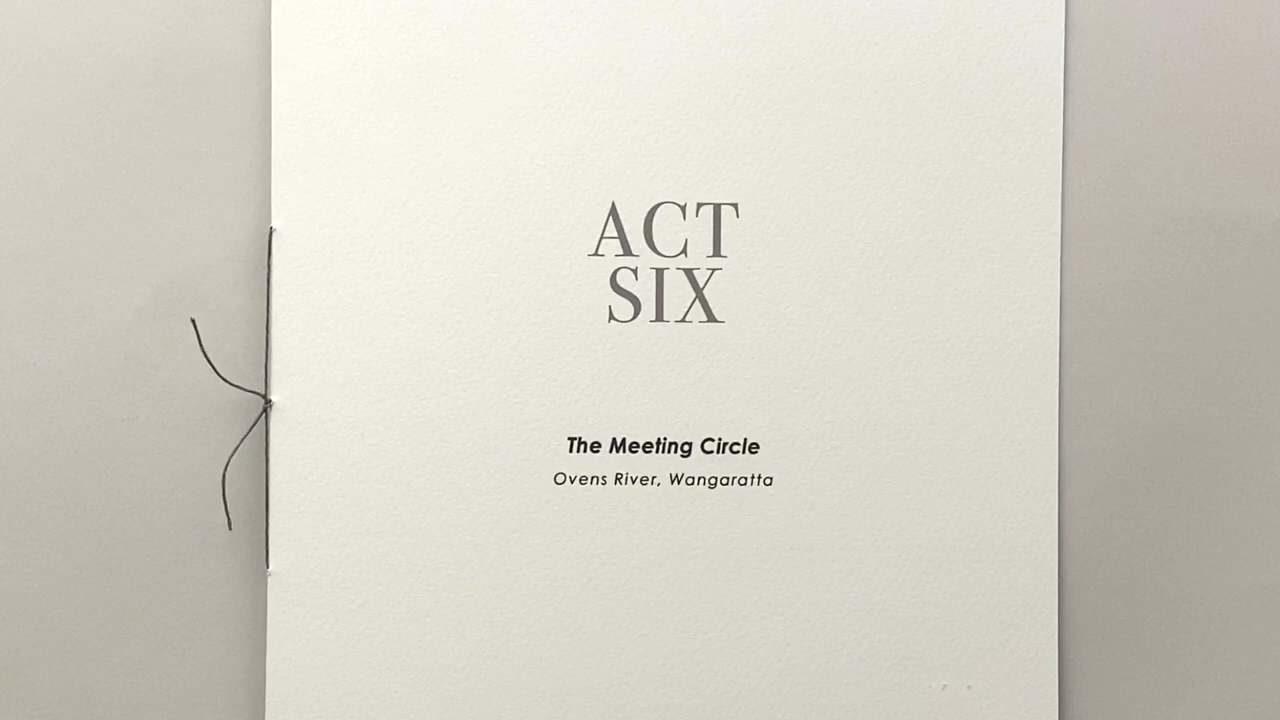 ACT
SIX
The Meeting Circle
Ovens River, Wangaratta